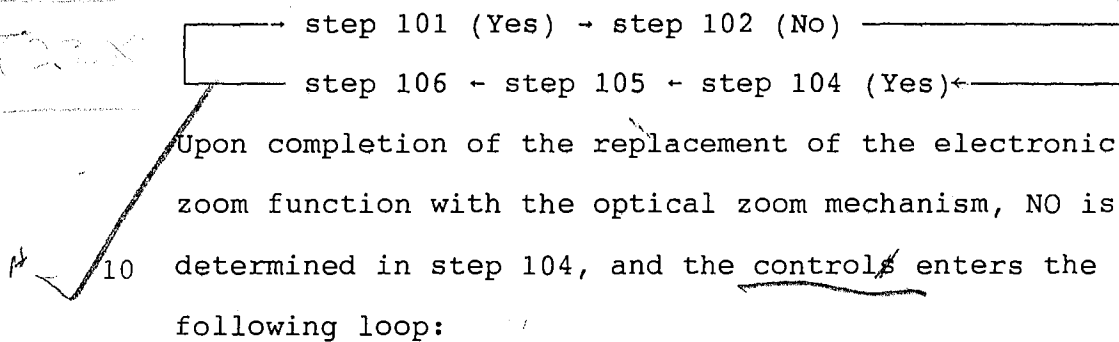 → step 101 (Yes) → step 102 (No)
step 106 ← step 105 ← step 104 (Yes)←
Upon completion of the replacement of the electronic
zoom function with the optical zoom mechanism, NO is
10 determined in step 104, and the controls enters the
following loop: